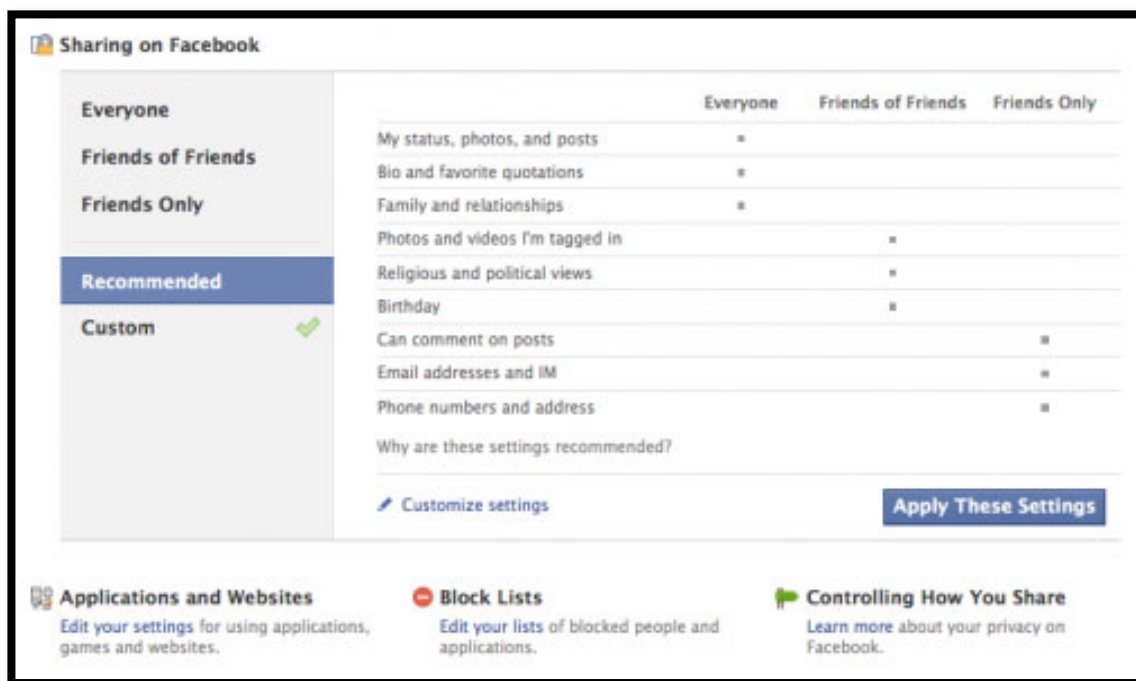 Sharing on Facebook
Everyone
Friends of Friends
Friends Only
Recommended
Custom
Everyone Friends of Friends Friends Only
My status, photos, and posts
Bio and favorite quotations
Family and relationships
Photos and videos I'm tagged in
Religious and political views
Birthday
Can comment on posts
Email addresses and IM
Phone numbers and address
Why are these settings recommended?
Customize settings
Apply These Settings
Applications and Websites
Edit your settings for using applications,
games and websites.
Block Lists
Edit your lists of blocked people and
applications.
Controlling How You Share
Learn more about your privacy on
Facebook.